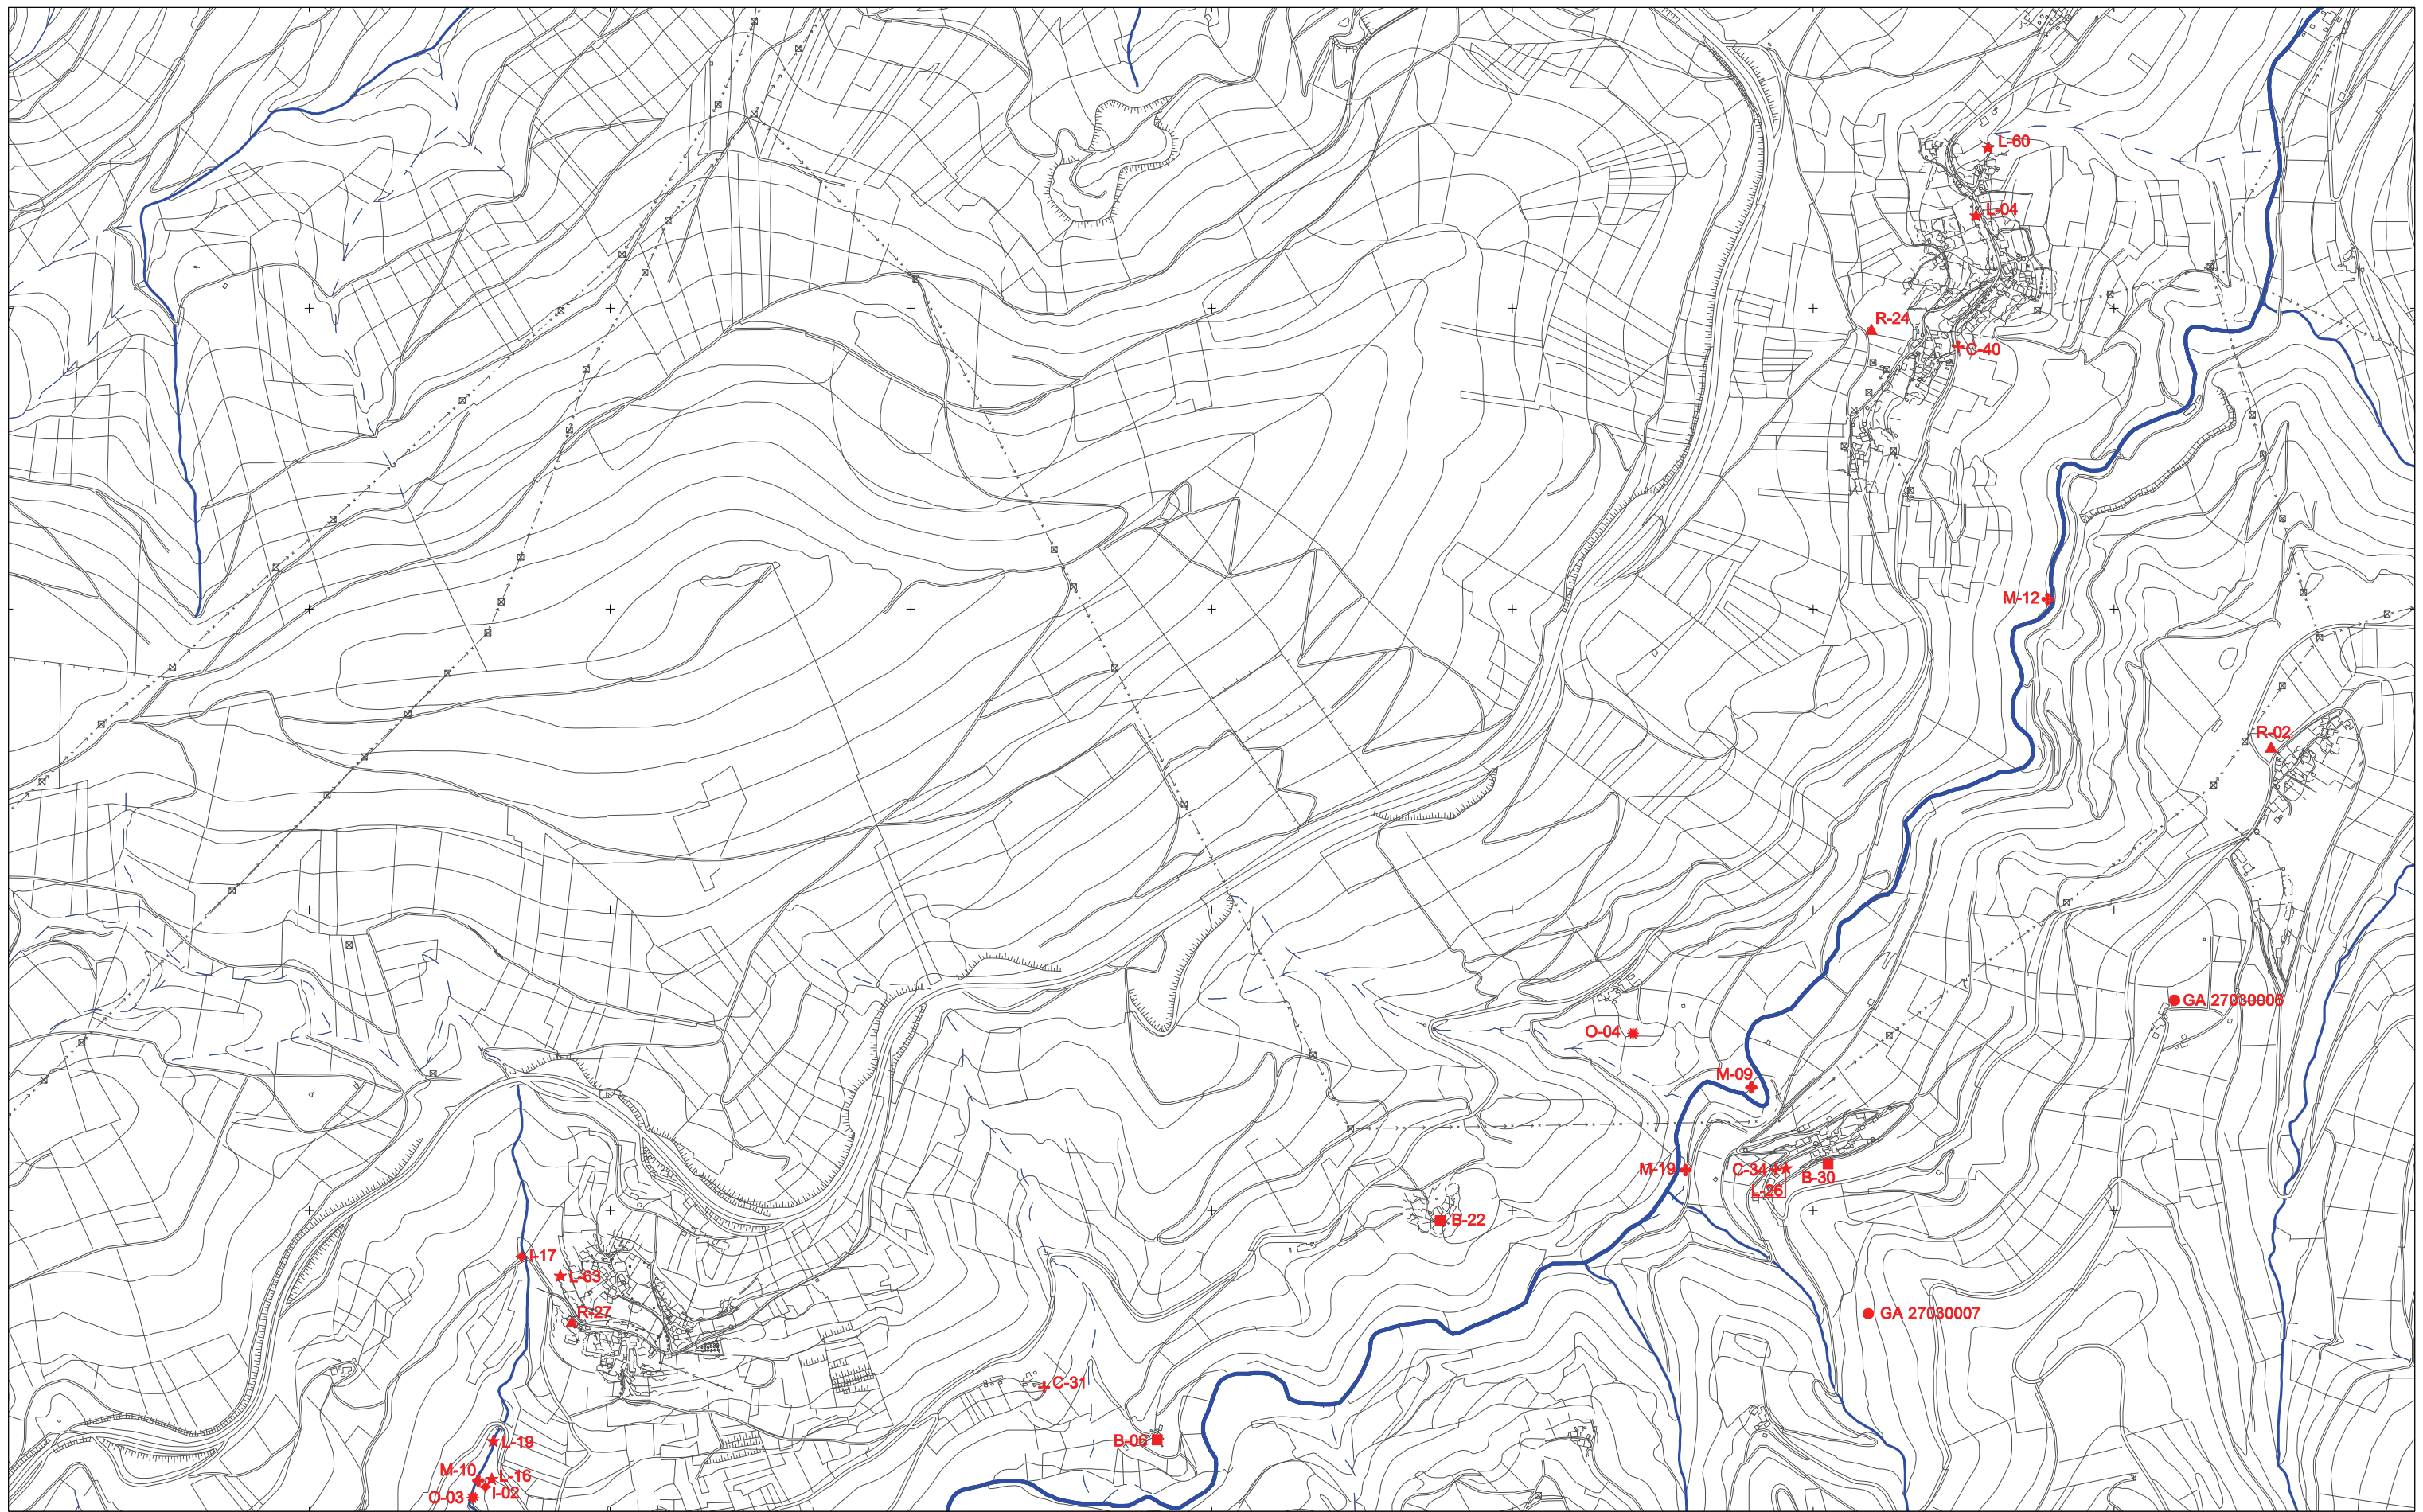 L-60
L-04
R-24
C-40
M-12
R-02
GA 27030006
O-04
M-09
M-19
C-34
L-26
B-30
B-22
I-17
L-63
R-27
GA 27030007
C-31
B-06
L-19
M-10
L-16
I-02
O-03